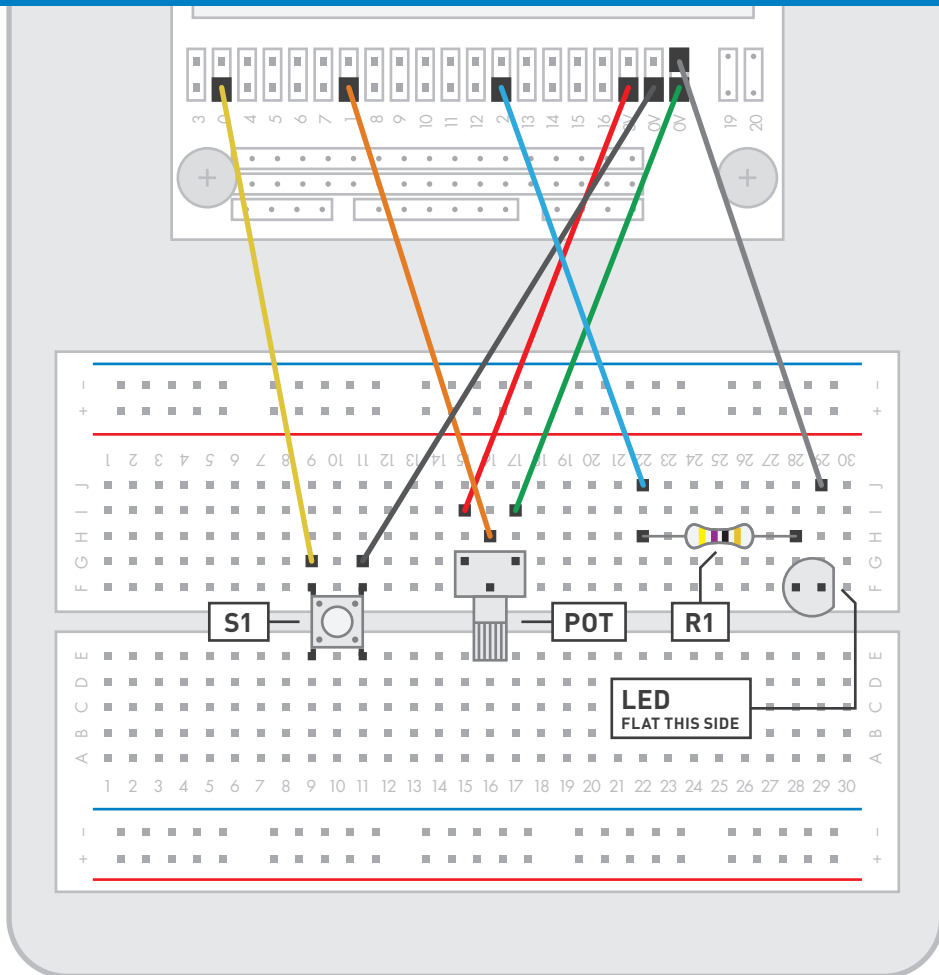 3 0 4 5 6 7 1 8 9 10 11 12 2 13 14 15 16 3V 0V 0V 19 20
+ +
− −
+ +
1 2 3 4 5 6 7 8 9 10 11 12 13 14 15 16 17 18 19 20 21 22 23 24 25 26 27 28 29 30
J J
I I
H H
G G
F F
S1 POT R1
E E
D D
LED
C C
FLAT THIS SIDE
B B
A A
1 2 3 4 5 6 7 8 9 10 11 12 13 14 15 16 17 18 19 20 21 22 23 24 25 26 27 28 29 30
− −
+ +